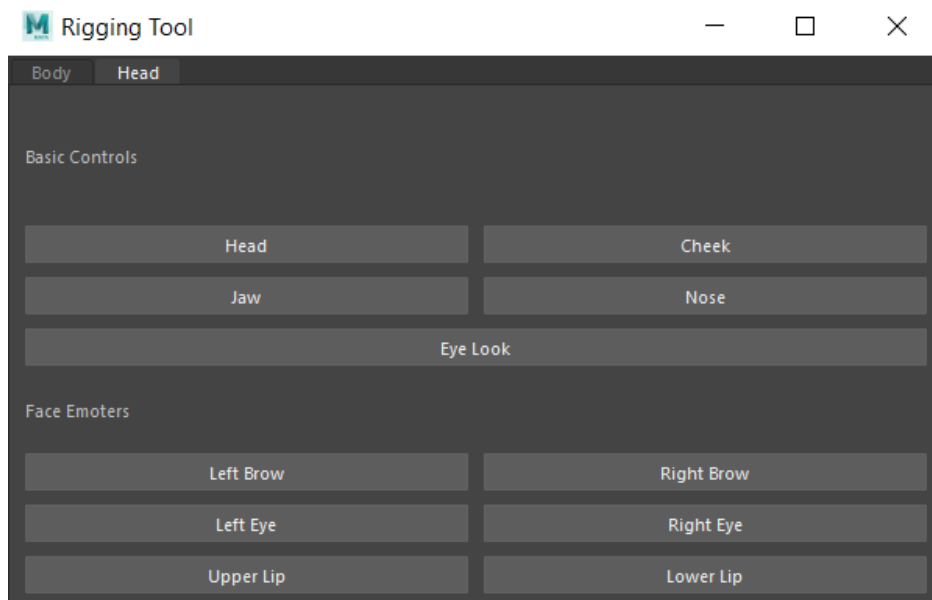 Rigging Tool
Body Head
Basic Controls
Head Cheek
Jaw Nose
Eye Look
Face Emoters
Left Brow Right Brow
Left Eye Right Eye
Upper Lip Lower Lip